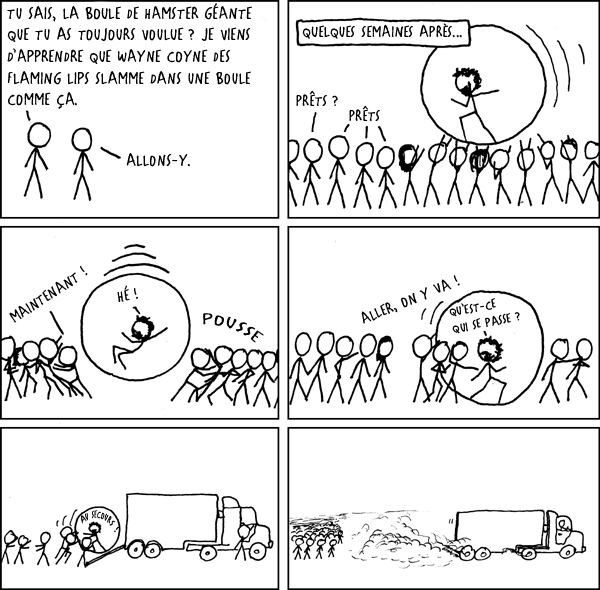 TU SAIS, LA BOULE DE HAMSTER GÉANTE
QUE TU AS TOUJOURS VOULUE ? JE VIENS
D'APPRENDRE QUE WAYNE COYNE DES
FLAMING LIPS SLAMME DANS UNE BOULE
COMME ÇA.
ALLONS-Y.
QUELQUES SEMAINES APRÈS...
PRÊTS ?
PRÊTS
MAINTENANT !
HÉ !
POUSSE
ALLER, ON Y VA !
QU'EST-CE
QUI SE PASSE ?
AU SECOURS !